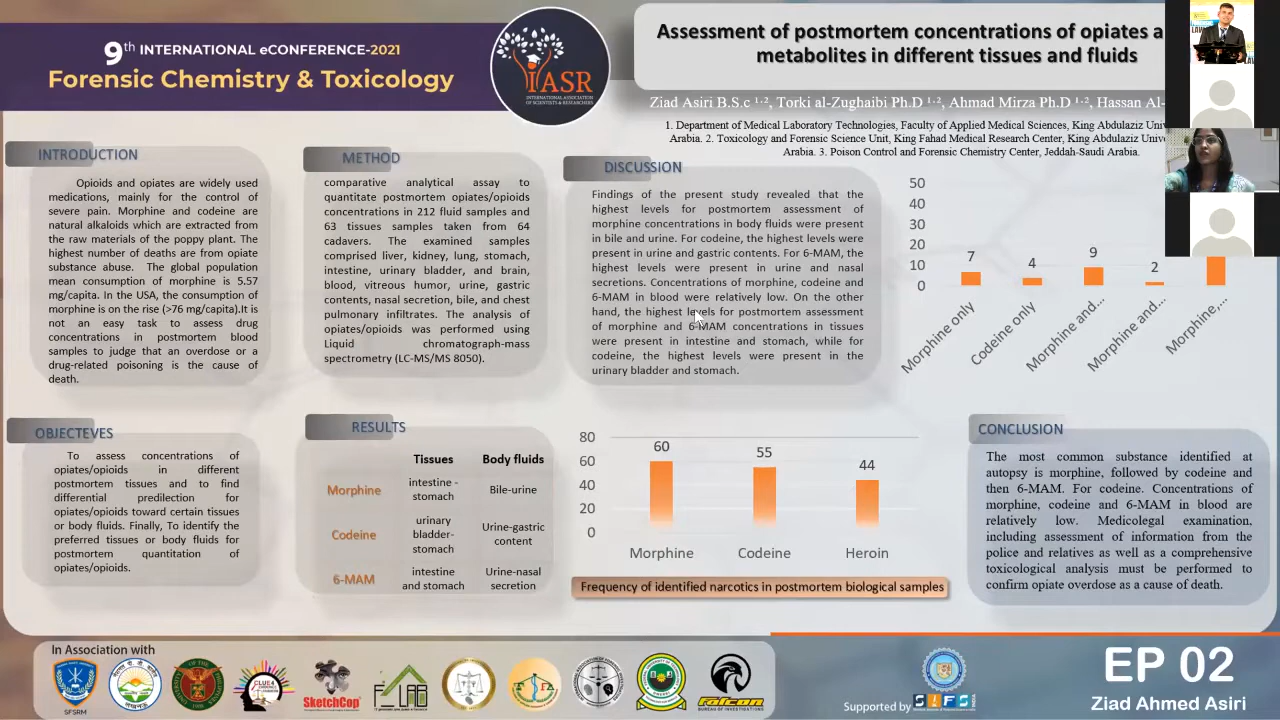 9th INTERNATIONAL eCONFERENCE-2021
Forensic Chemistry & Toxicology
IASR
INTERNATIONAL ASSOCIATION
OF SCIENTISTS & RESEARCHERS
Assessment of postmortem concentrations of opiates a
metabolites in different tissues and fluids
Ziad Asiri B.S.c ¹·², Torki al-Zughaibi Ph.D ¹·², Ahmad Mirza Ph.D ¹·², Hassan Al-
1. Department of Medical Laboratory Technologies, Faculty of Applied Medical Sciences, King Abdulaziz Univ
Arabia. 2. Toxicology and Forensic Science Unit, King Fahad Medical Research Center, King Abdulaziz Unive
Arabia. 3. Poison Control and Forensic Chemistry Center, Jeddah-Saudi Arabia.
INTRODUCTION
Opioids and opiates are widely used
medications, mainly for the control of
severe pain. Morphine and codeine are
natural alkaloids which are extracted from
the raw materials of the poppy plant. The
highest number of deaths are from opiate
substance abuse. The global population
mean consumption of morphine is 5.57
mg/capita. In the USA, the consumption of
morphine is on the rise (>76 mg/capita).It is
not an easy task to assess drug
concentrations in postmortem blood
samples to judge that an overdose or a
drug-related poisoning is the cause of
death.
METHOD
comparative analytical assay to
quantitate postmortem opiates/opioids
concentrations in 212 fluid samples and
63 tissues samples taken from 64
cadavers. The examined samples
comprised liver, kidney, lung, stomach,
intestine, urinary bladder, and brain,
blood, vitreous humor, urine, gastric
contents, nasal secretion, bile, and chest
pulmonary infiltrates. The analysis of
opiates/opioids was performed using
Liquid chromatograph-mass
spectrometry (LC-MS/MS 8050).
DISCUSSION
Findings of the present study revealed that the
highest levels for postmortem assessment of
morphine concentrations in body fluids were present
in bile and urine. For codeine, the highest levels were
present in urine and gastric contents. For 6-MAM, the
highest levels were present in urine and nasal
secretions. Concentrations of morphine, codeine and
6-MAM in blood were relatively low. On the other
hand, the highest levels for postmortem assessment
of morphine and 6-MAM concentrations in tissues
were present in intestine and stomach, while for
codeine, the highest levels were present in the
urinary bladder and stomach.
50
40
30
20
10
0
7
4
9
2
Morphine only
Codeine only
Morphine and...
Morphine and...
Morphine,...
OBJECTEVES
To assess concentrations of
opiates/opioids in different
postmortem tissues and to find
differential predilection for
opiates/opioids toward certain tissues
or body fluids. Finally, To identify the
preferred tissues or body fluids for
postmortem quantitation of
opiates/opioids.
RESULTS
Tissues Body fluids
Morphine intestine - stomach Bile-urine
Codeine urinary bladder-stomach Urine-gastric content
6-MAM intestine and stomach Urine-nasal secretion
80
60
40
20
0
60
55
44
Morphine
Codeine
Heroin
Frequency of identified narcotics in postmortem biological samples
CONCLUSION
The most common substance identified at
autopsy is morphine, followed by codeine and
then 6-MAM. For codeine. Concentrations of
morphine, codeine and 6-MAM in blood are
relatively low. Medicolegal examination,
including assessment of information from the
police and relatives as well as a comprehensive
toxicological analysis must be performed to
confirm opiate overdose as a cause of death.
In Association with
SFSRM
CLUE4
SketchCop
F LAB
falcon
BUREAU OF INVESTIGATIONS
Supported by
SIFS
EP 02
Ziad Ahmed Asiri